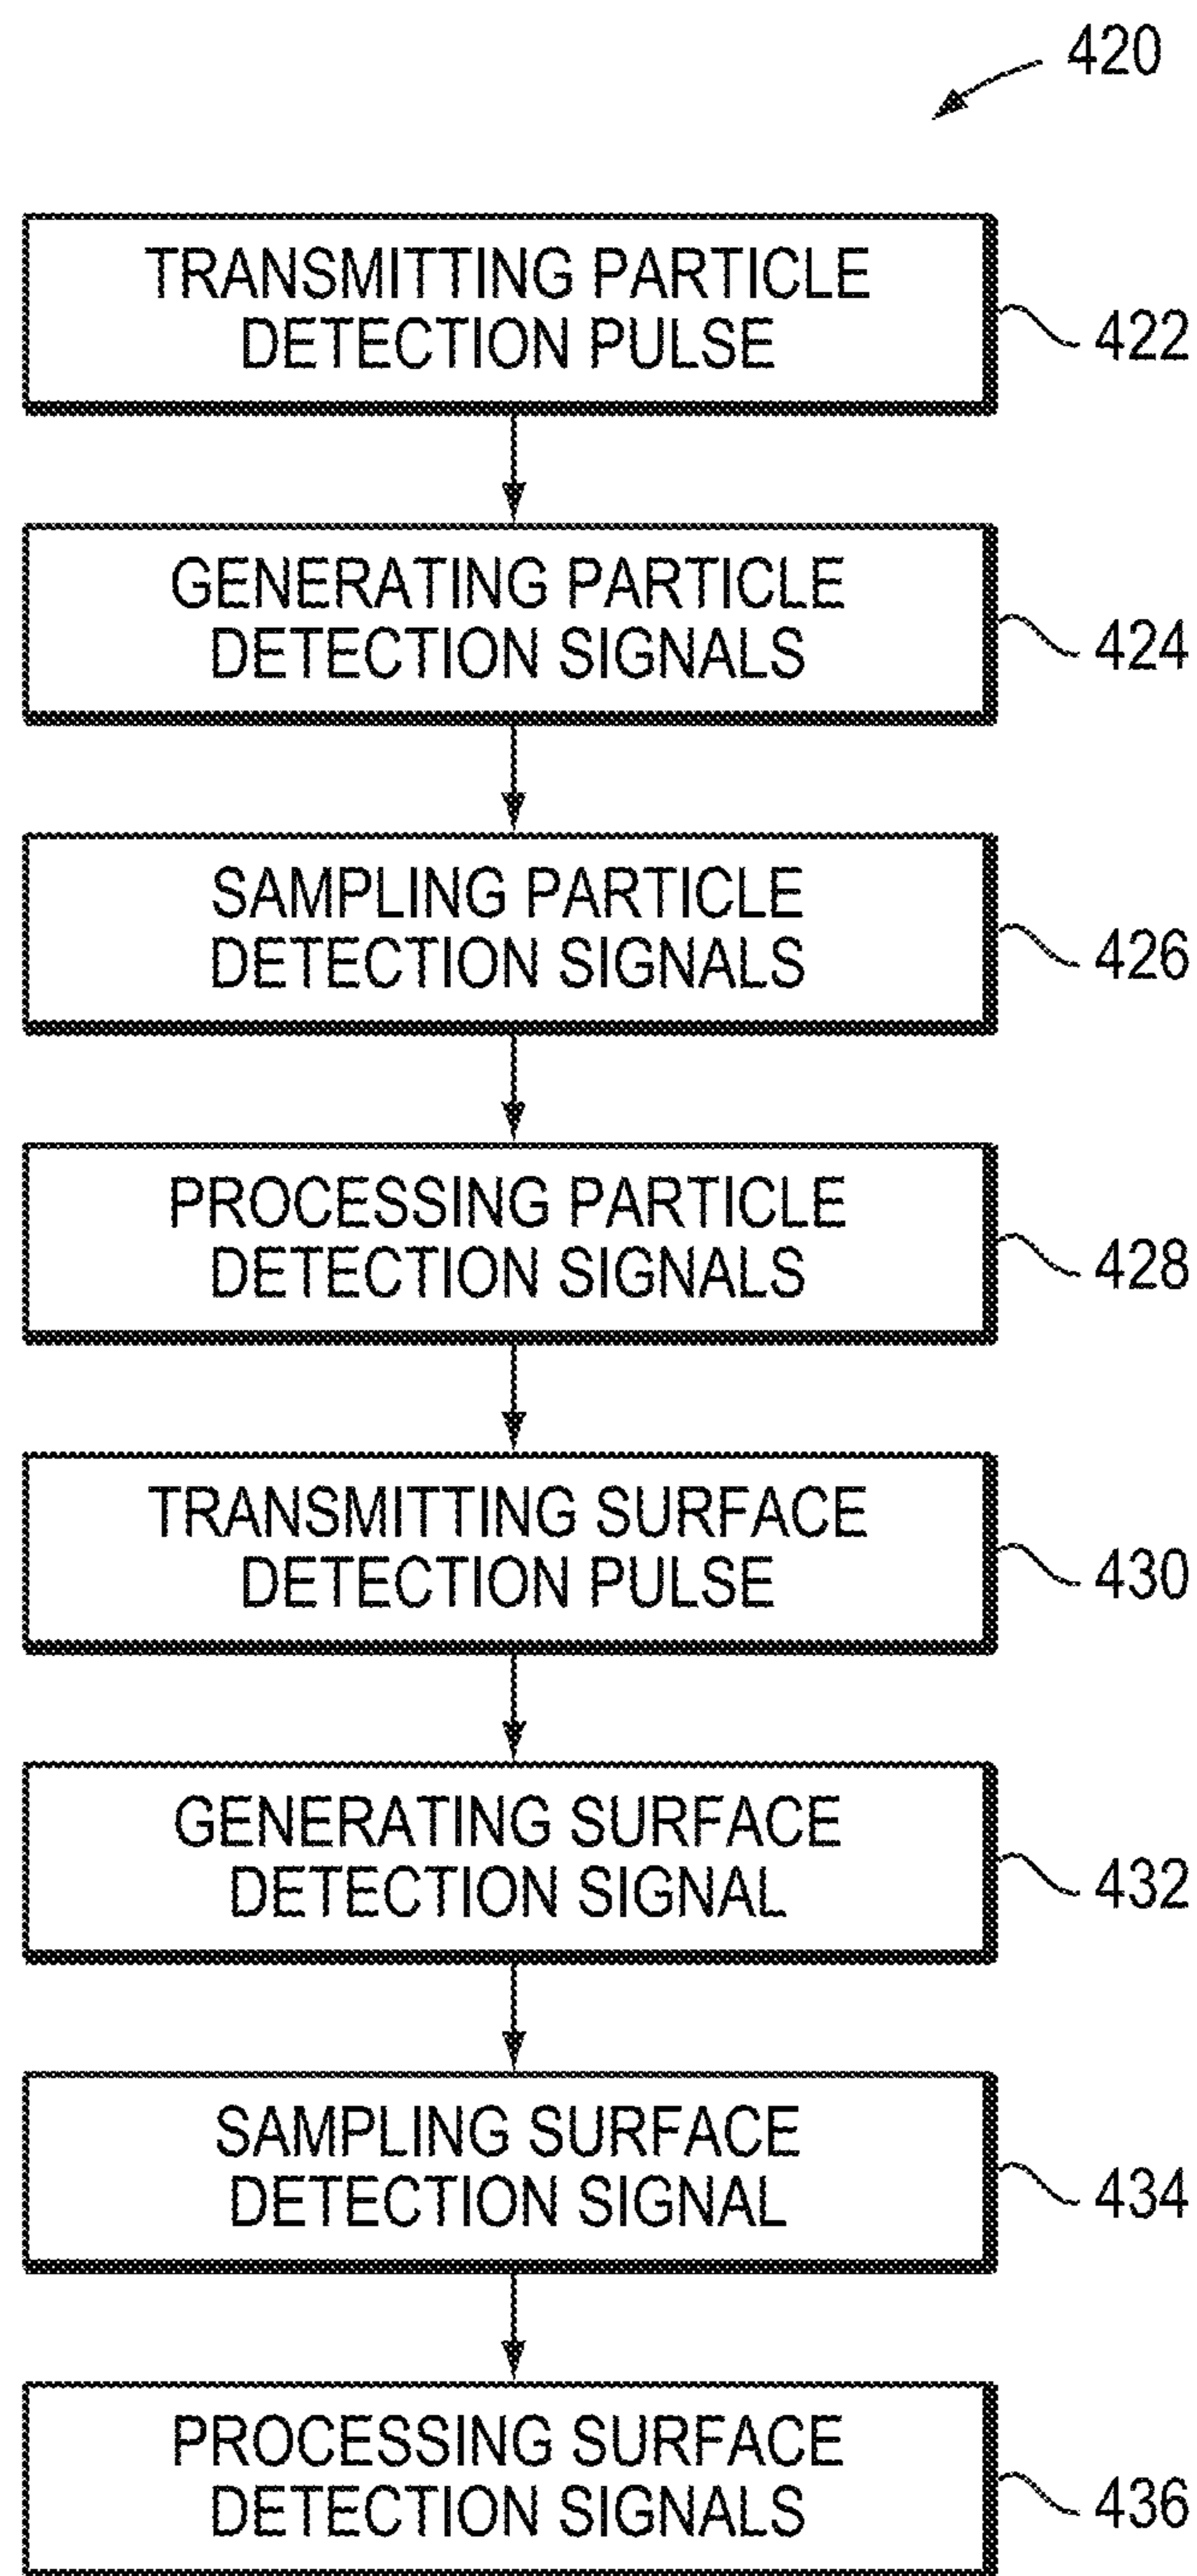 420
TRANSMITTING PARTICLE
DETECTION PULSE
422
GENERATING PARTICLE
DETECTION SIGNALS
424
SAMPLING PARTICLE
DETECTION SIGNALS
426
PROCESSING PARTICLE
DETECTION SIGNALS
428
TRANSMITTING SURFACE
DETECTION PULSE
430
GENERATING SURFACE
DETECTION SIGNAL
432
SAMPLING SURFACE
DETECTION SIGNAL
434
PROCESSING SURFACE
DETECTION SIGNALS
436